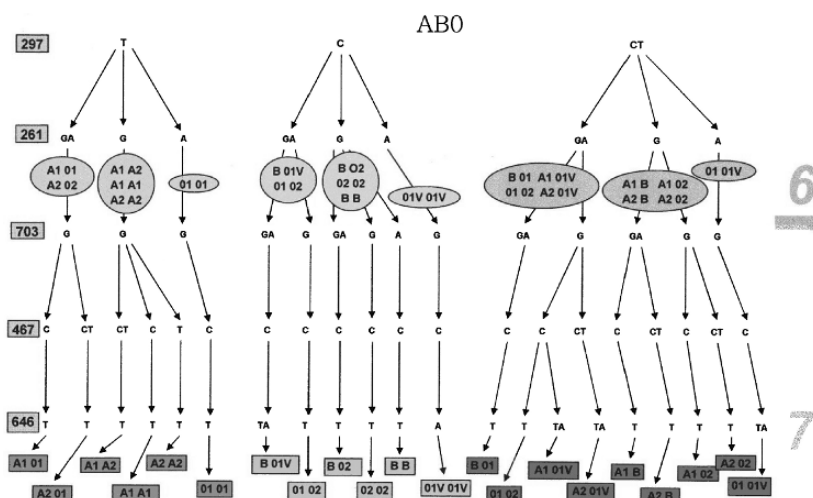 ABO
297 T C CT
261 GA G A GA G A GA G A
A1 01 A1 A2 01 01 B 01V B O2 01V 01V B 01 A1 01V A1 B A1 02 01 01V
A2 02 A1 A1 01 02 02 02 01 02 A2 01V A2 B A2 02
A2 A2 B B
6
703 G G G GA G GA G A G GA G GA G G
467 C CT CT C T C C C C C C C C C CT C CT C CT C
646 T T T T T T TA T T T T A T T TA TA T T T T TA
7
A1 01 A1 A2 A2 A2 B 01V B 02 B B B 01 A1 01V A1 B A1 02 A2 02
A2 01 A1 A1 01 01 01 02 02 02 01V 01V 01 02 A2 01V A2 B 01 01V